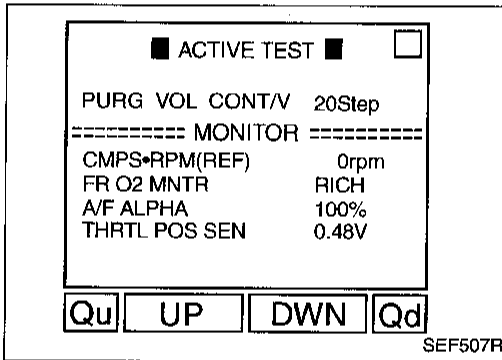 ■ ACTIVE TEST ■ □
PURG VOL CONT/V 20Step
========== MONITOR ==========
CMPS•RPM(REF) 0rpm
FR O2 MNTR RICH
A/F ALPHA 100%
THRTL POS SEN 0.48V
Qu UP DWN Qd
SEF507R